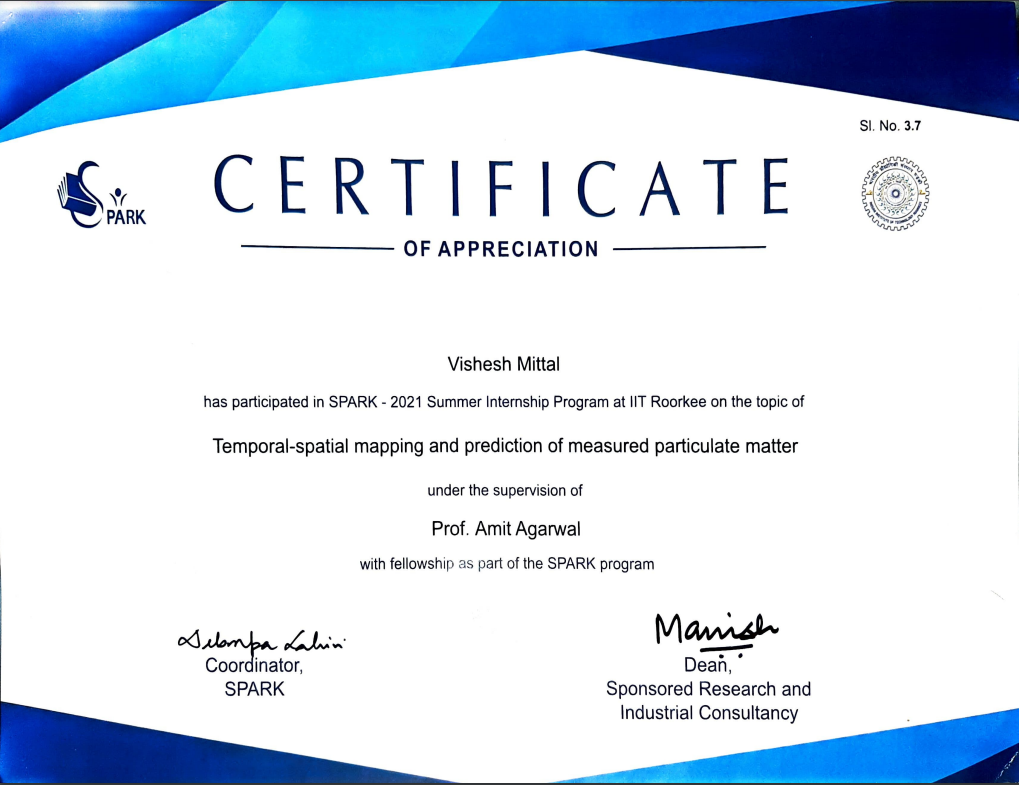 Sl. No. 3.7
SPARK
CERTIFICATE
OF APPRECIATION
Vishesh Mittal
has participated in SPARK - 2021 Summer Internship Program at IIT Roorkee on the topic of
Temporal-spatial mapping and prediction of measured particulate matter
under the supervision of
Prof. Amit Agarwal
with fellowship as part of the SPARK program
Manish
Coordinator,
SPARK
Dean,
Sponsored Research and
Industrial Consultancy